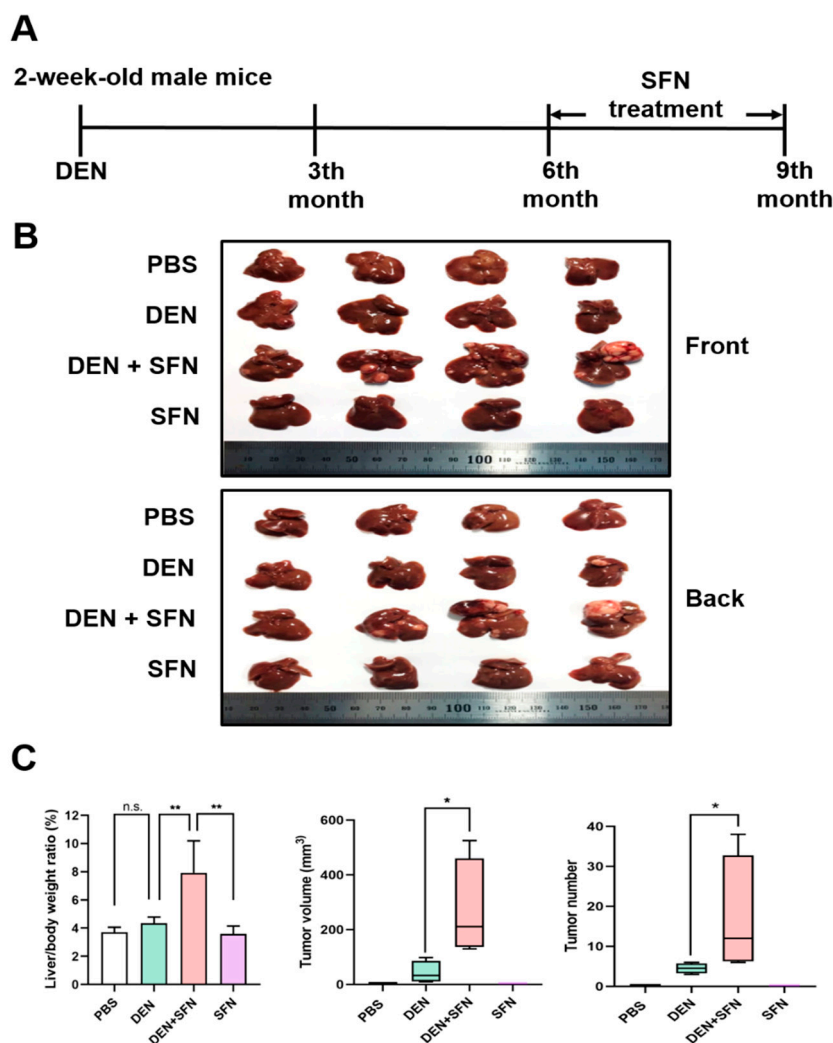 A
2-week-old male mice
SFN
treatment
DEN
3th
month
6th
month
9th
month
B
PBS
DEN
DEN + SFN
SFN
Front
PBS
DEN
DEN + SFN
SFN
Back
C
n.s.
**
**
Liver/body weight ratio (%)
12
10
8
6
4
2
0
PBS
DEN
DEN+SFN
SFN
*
Tumor volume (mm³)
600
400
200
0
PBS
DEN
DEN+SFN
SFN
*
Tumor number
40
30
20
10
0
PBS
DEN
DEN+SFN
SFN